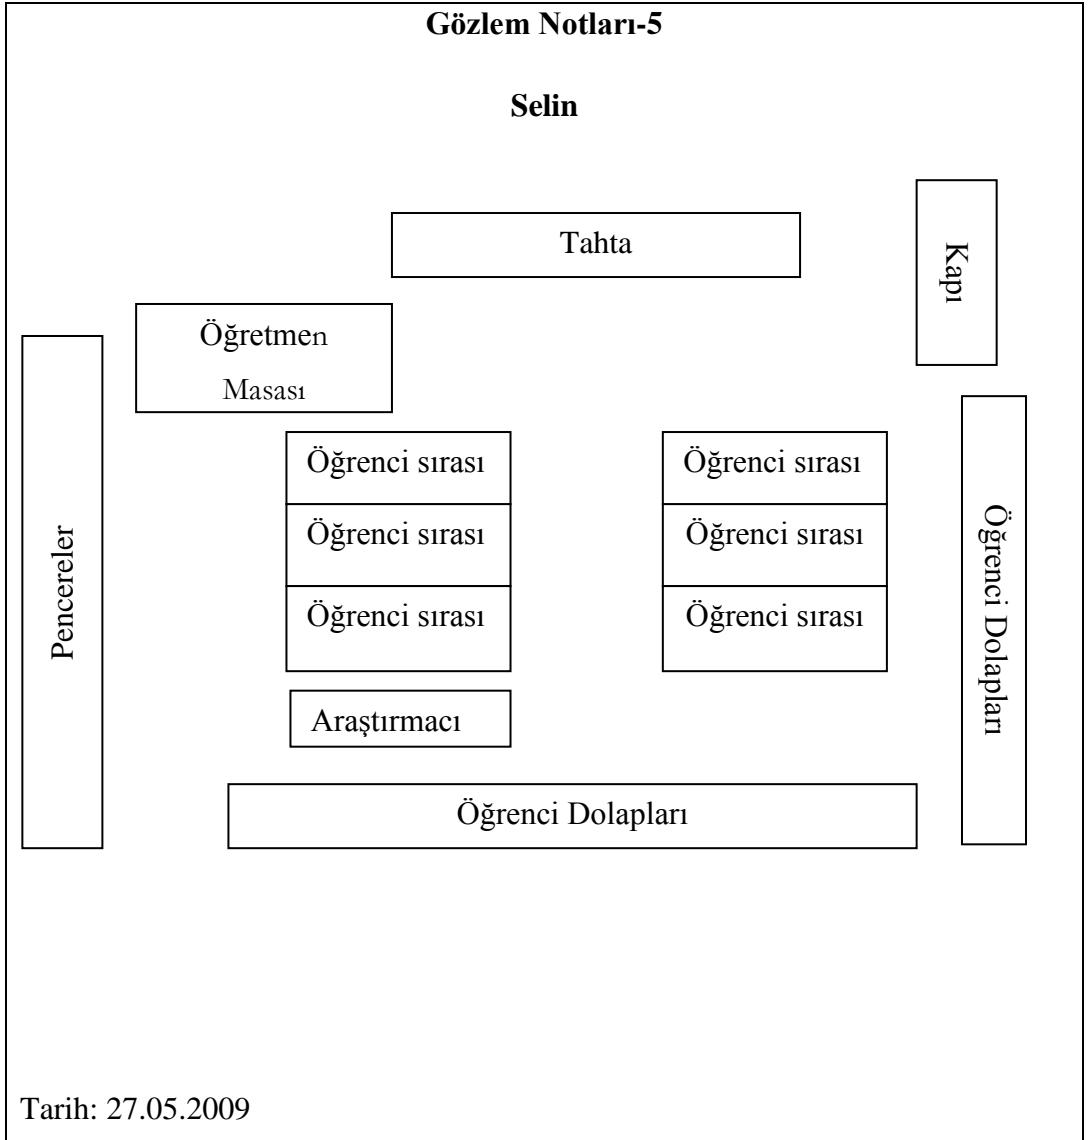 Gözlem Notları-5
Selin
Tahta
Kapı
Öğretmen
Masası
Pencereler
Öğrenci sırası
Öğrenci sırası
Öğrenci sırası
Öğrenci sırası
Öğrenci sırası
Öğrenci sırası
Öğrenci Dolapları
Araştırmacı
Öğrenci Dolapları
Tarih: 27.05.2009